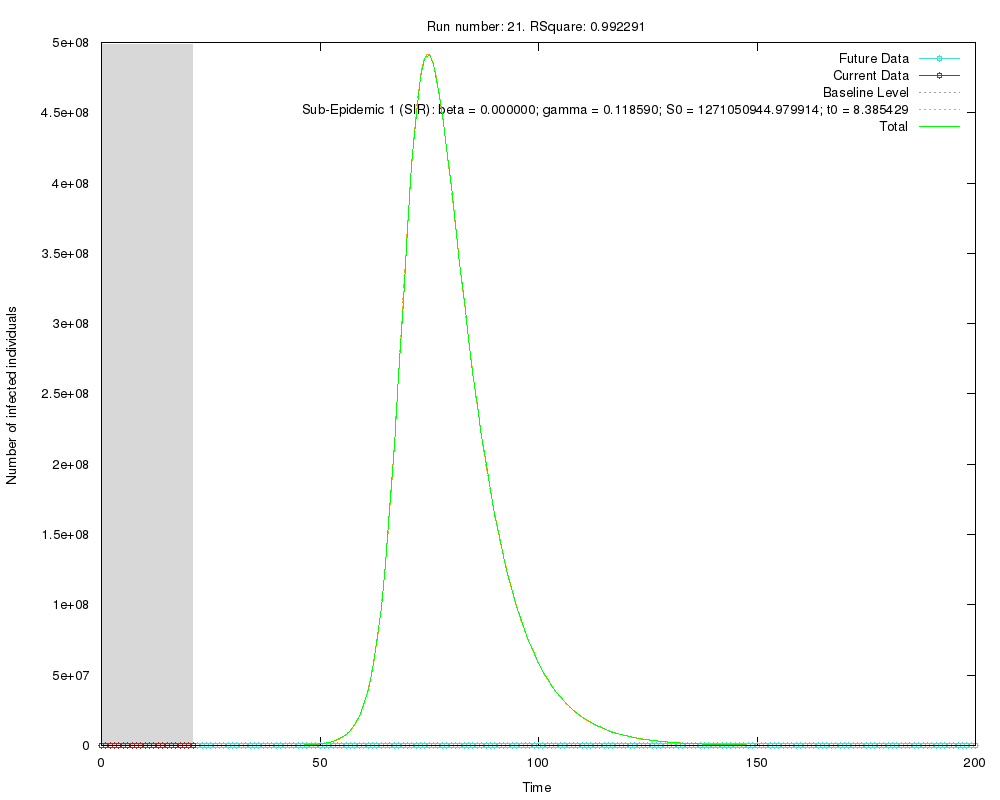 Run number: 21. RSquare: 0.992291
5e+08
4.5e+08
4e+08
3.5e+08
3e+08
2.5e+08
2e+08
1.5e+08
1e+08
5e+07
0
Number of infected individuals
Future Data
Current Data
Baseline Level
Sub-Epidemic 1 (SIR): beta = 0.000000; gamma = 0.118590; S0 = 1271050944.979914; t0 = 8.385429
Total
0 50 100 150 200
Time